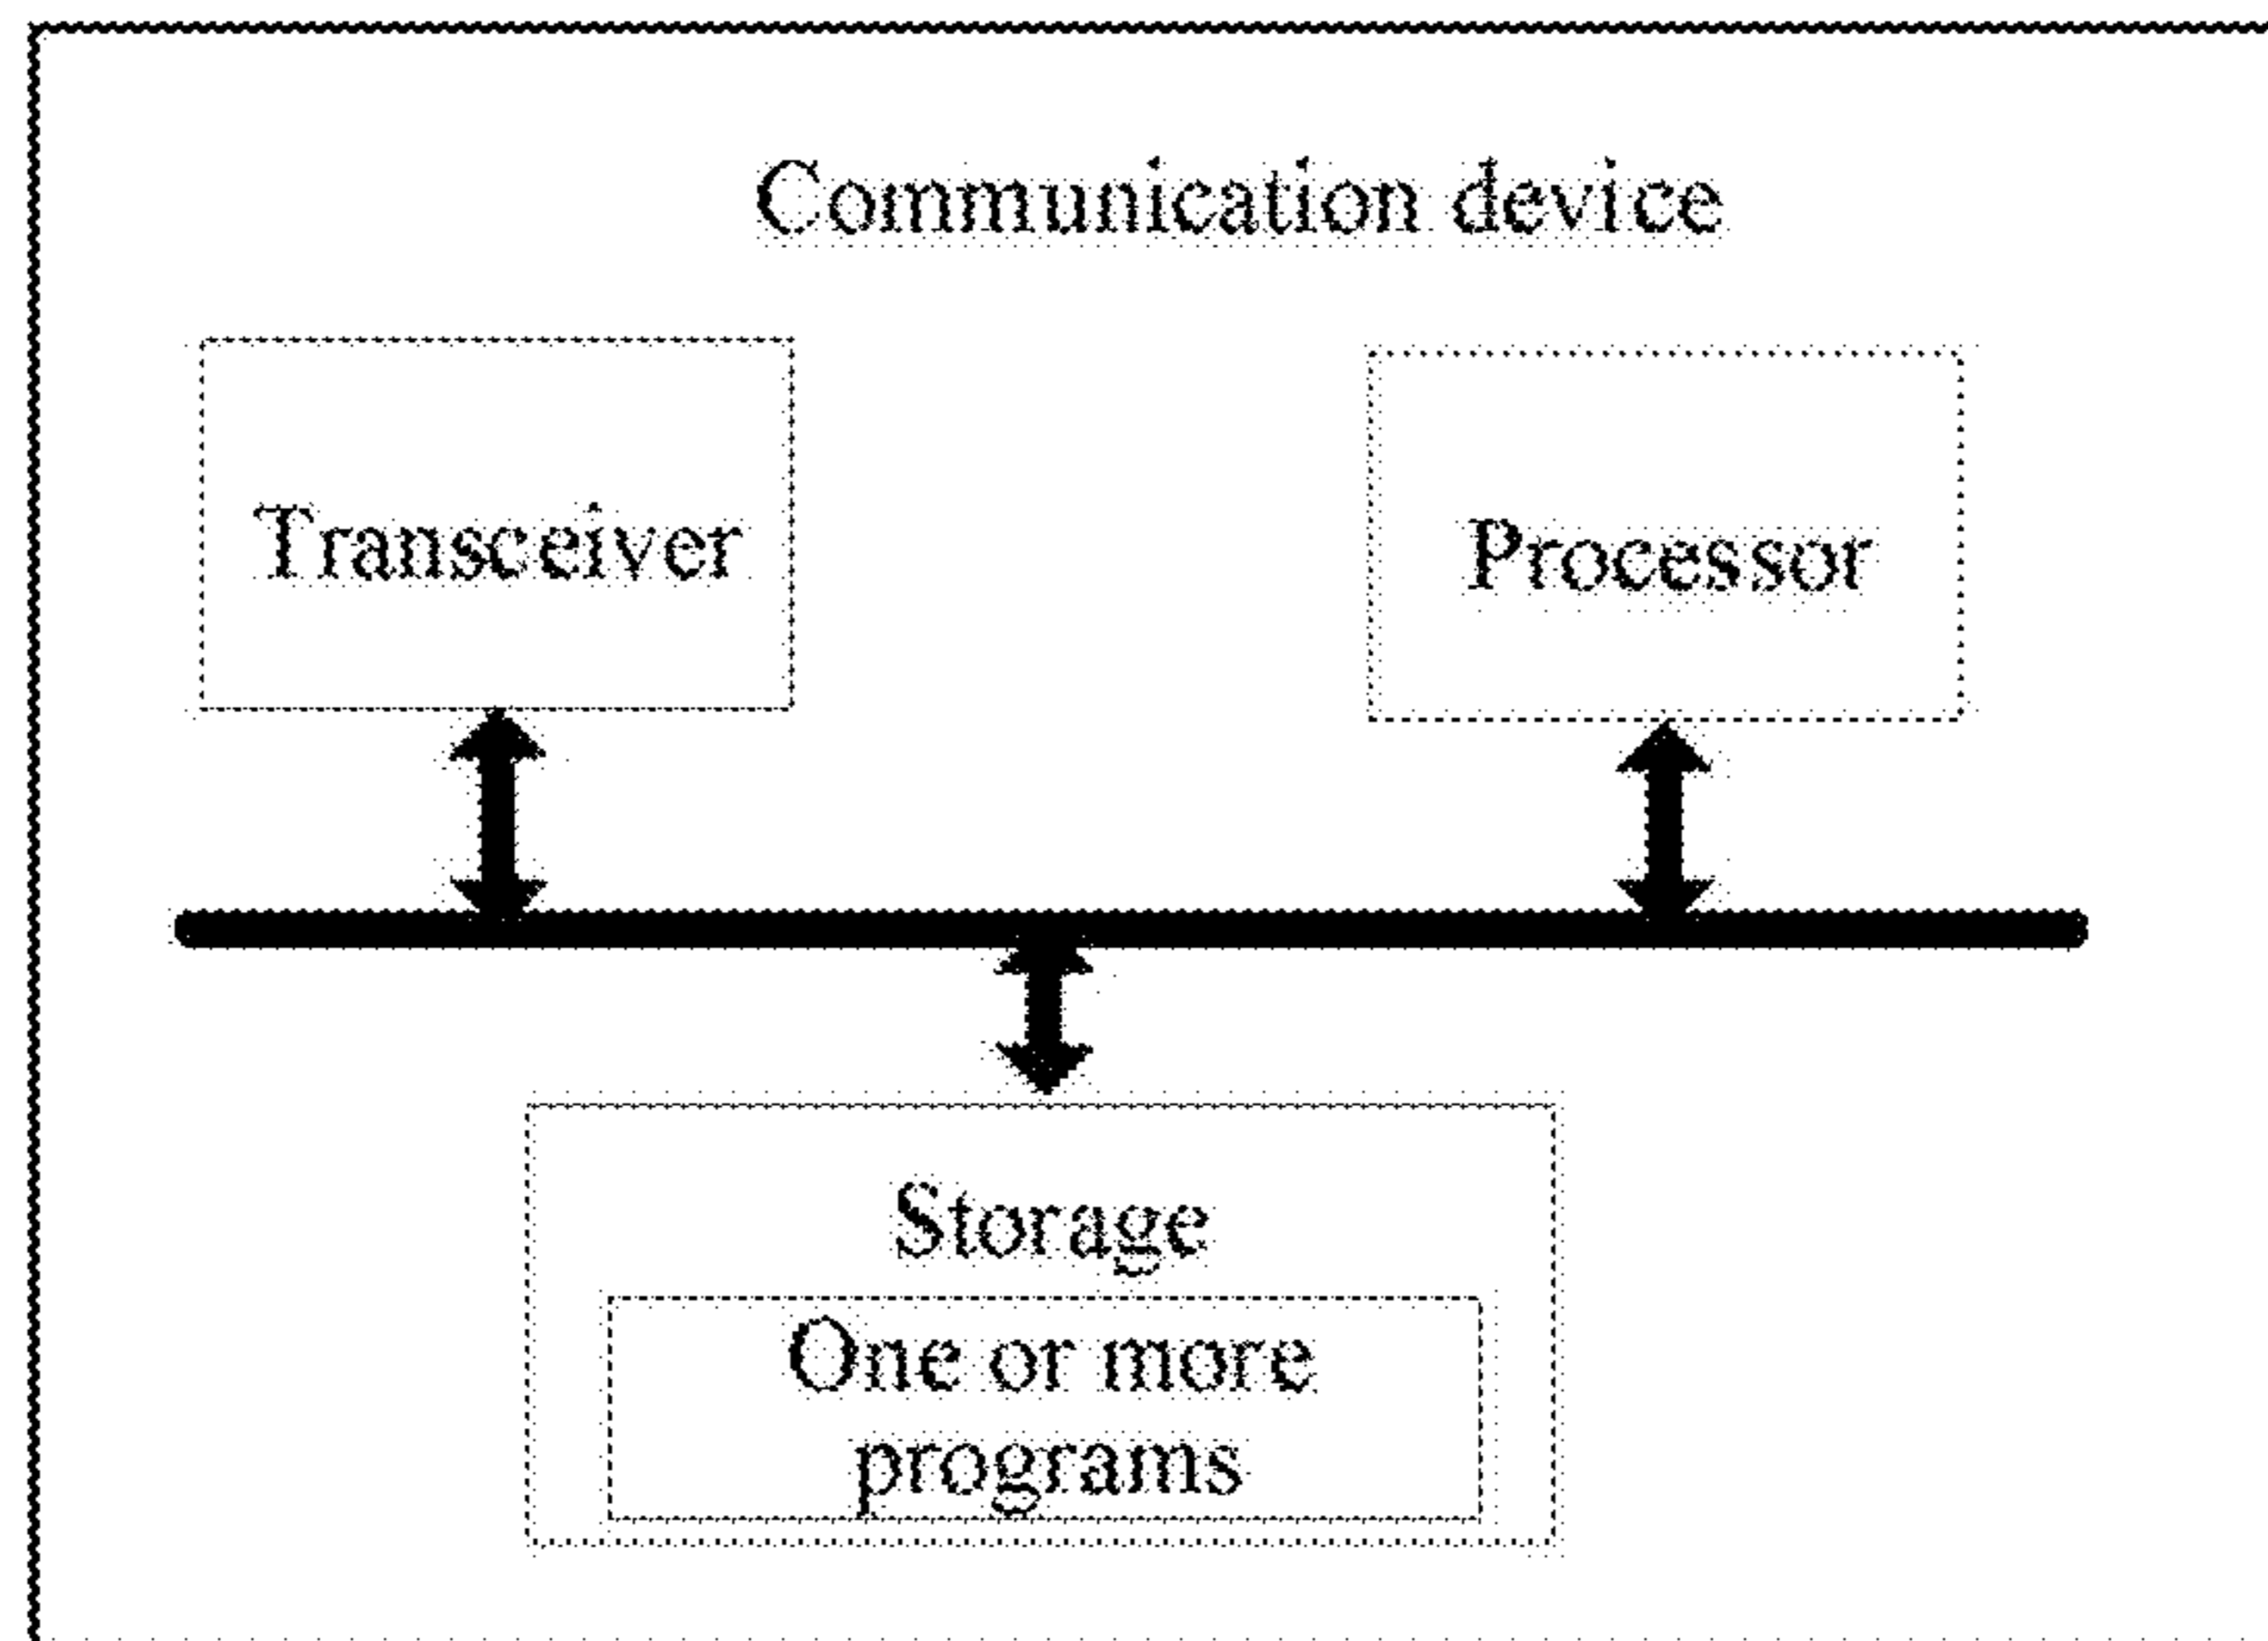 Communication device
Transceiver
Processor
Storage
One or more
programs